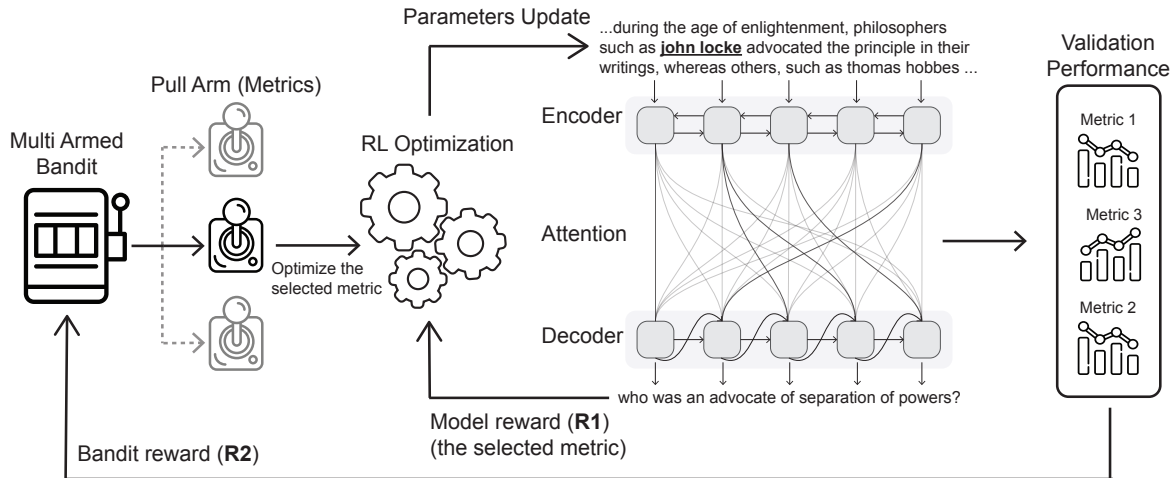 Parameters Update
...during the age of enlightenment, philosophers
such as john locke advocated the principle in their
writings, whereas others, such as thomas hobbes ...
Validation
Performance
Pull Arm (Metrics)
Multi Armed
Bandit
RL Optimization
Encoder
Metric 1
Optimize the
selected metric
Attention
Metric 3
Metric 2
Decoder
who was an advocate of separation of powers?
Model reward (R1)
(the selected metric)
Bandit reward (R2)